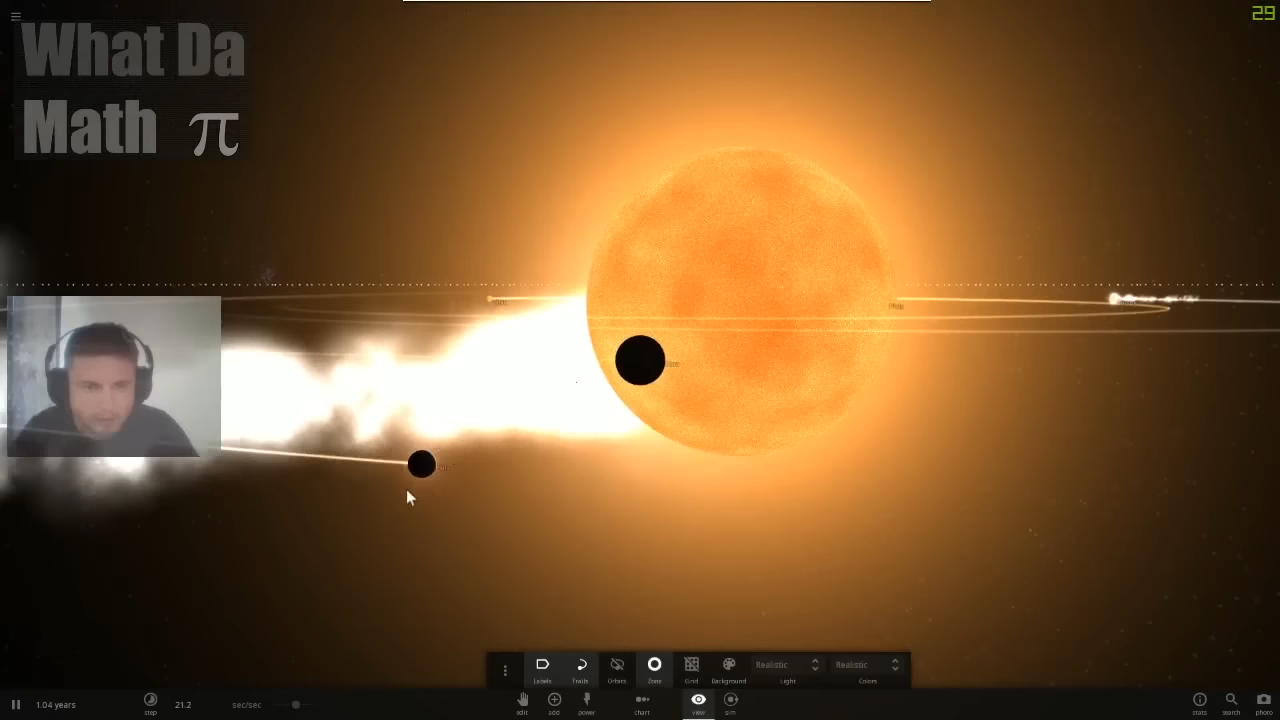 29
What Da
Math π
Labels
Trails
Orbits
Zone
Grid
Background
Realistic
Light
Realistic
Colors
1.04 years
step
21.2
sec/sec
edit
add
power
chart
view
sim
stats
search
photo